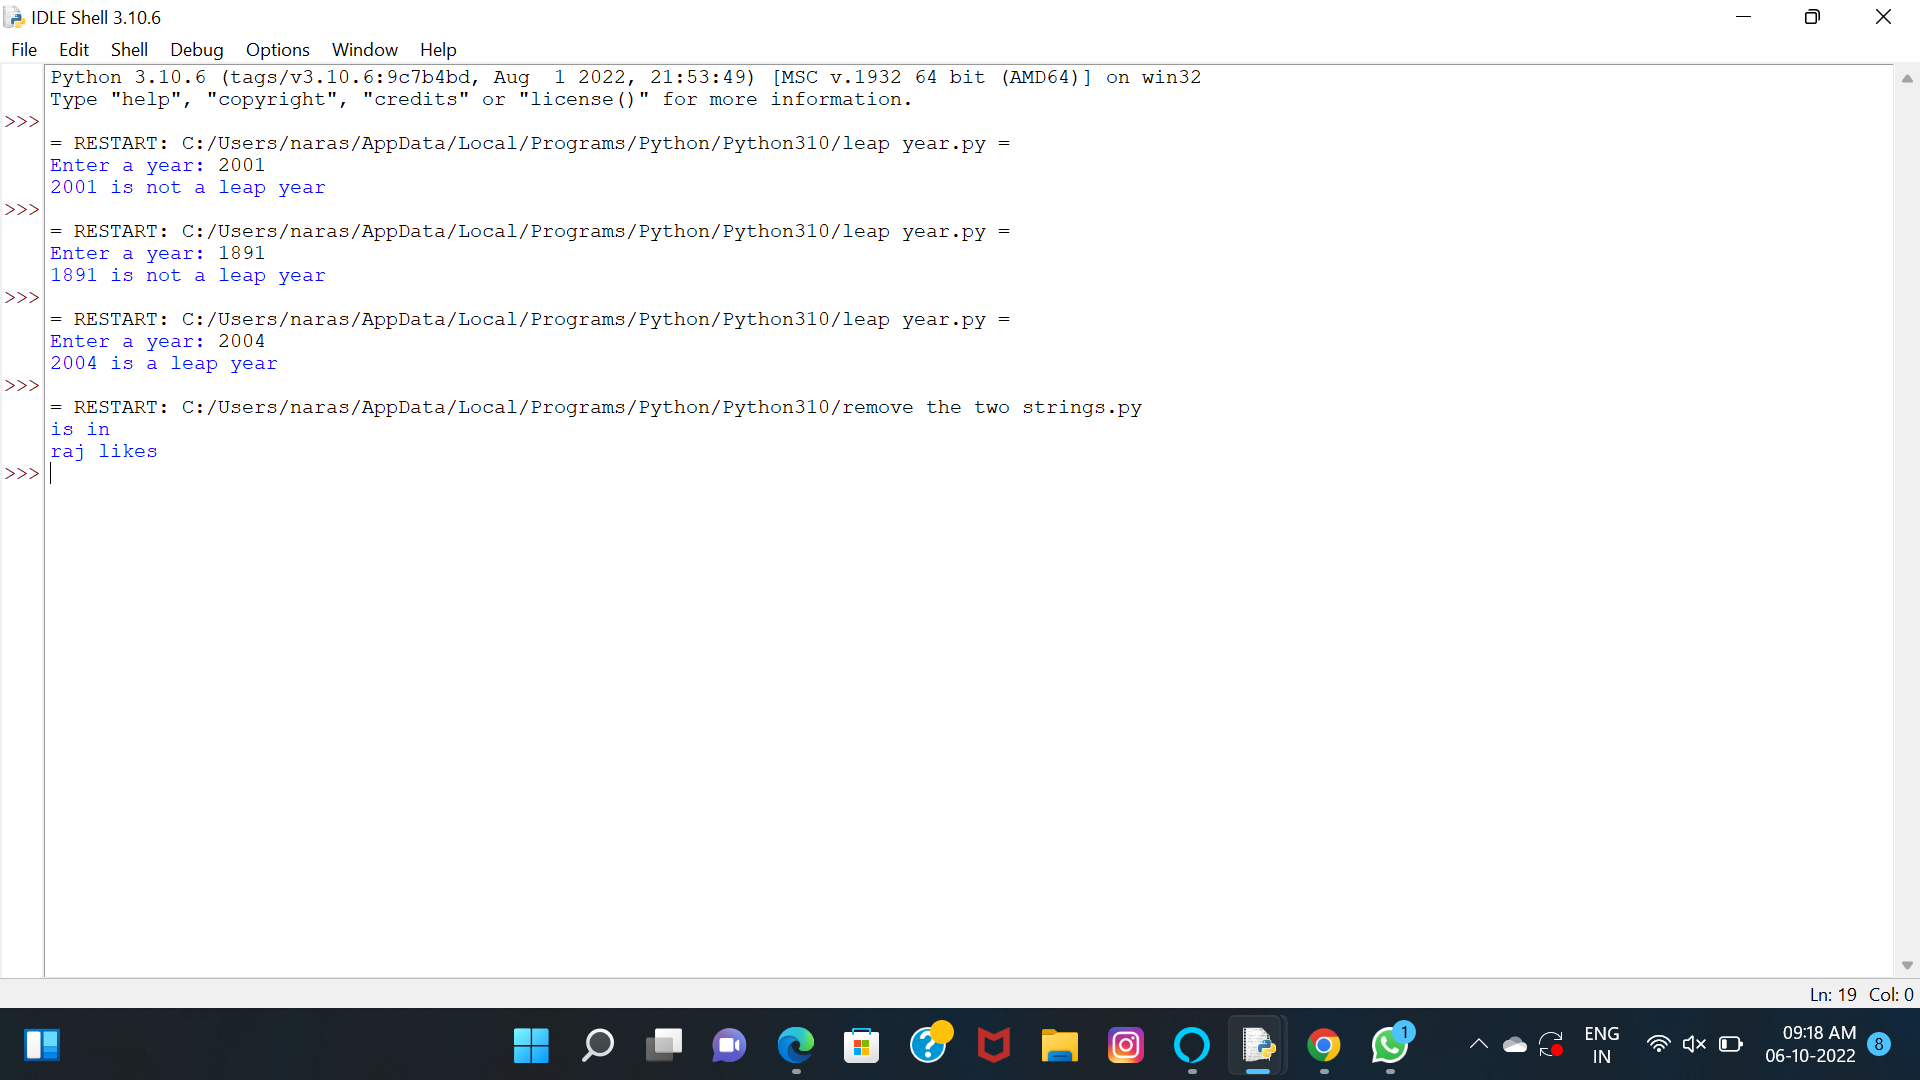 IDLE Shell 3.10.6
File Edit Shell Debug Options Window Help
Python 3.10.6 (tags/v3.10.6:9c7b4bd, Aug  1 2022, 21:53:49) [MSC v.1932 64 bit (AMD64)] on win32
Type "help", "copyright", "credits" or "license()" for more information.
>>>
= RESTART: C:/Users/naras/AppData/Local/Programs/Python/Python310/leap year.py =
Enter a year: 2001
2001 is not a leap year
>>>
= RESTART: C:/Users/naras/AppData/Local/Programs/Python/Python310/leap year.py =
Enter a year: 1891
1891 is not a leap year
>>>
= RESTART: C:/Users/naras/AppData/Local/Programs/Python/Python310/leap year.py =
Enter a year: 2004
2004 is a leap year
>>>
= RESTART: C:/Users/naras/AppData/Local/Programs/Python/Python310/remove the two strings.py
is in
raj likes
>>>
Ln: 19 Col: 0
1
ENG
IN
09:18 AM
06-10-2022
8